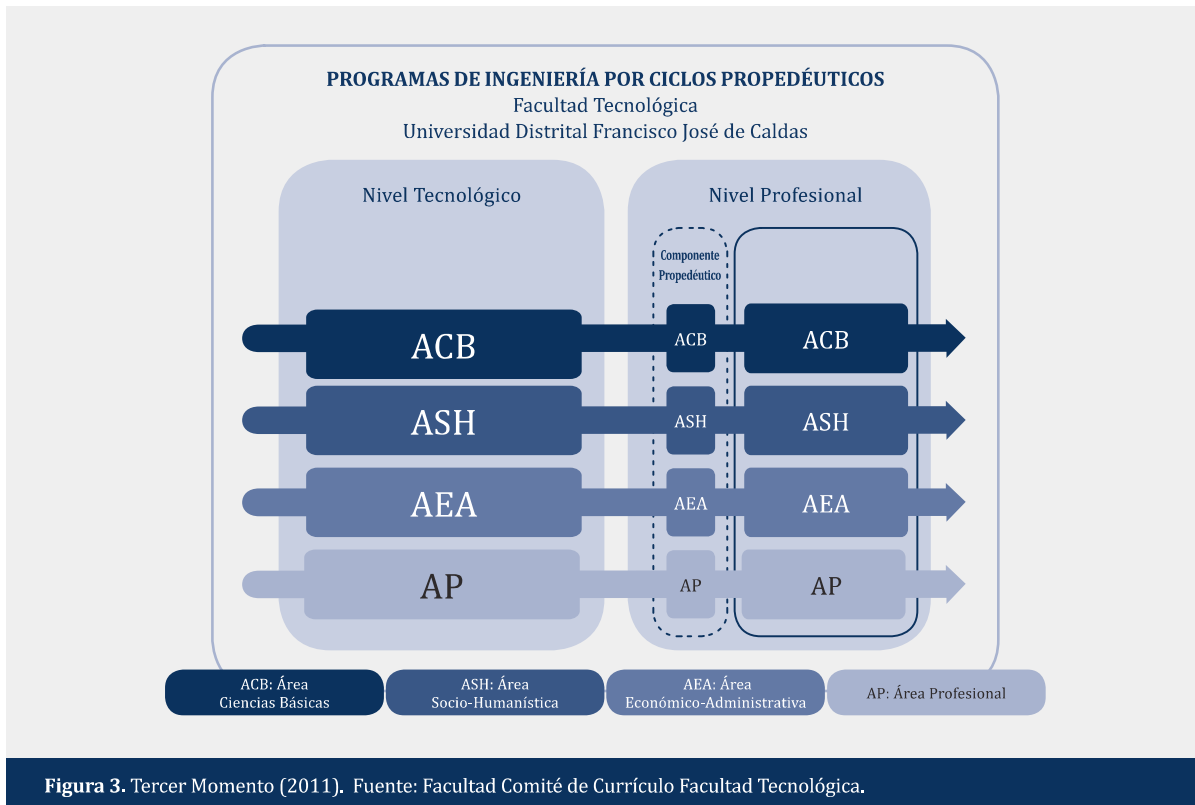 PROGRAMAS DE INGENIERÍA POR CICLOS PROPEDÉUTICOS
Facultad Tecnológica
Universidad Distrital Francisco José de Caldas
Nivel Tecnológico
Nivel Profesional
Componente
Propedéutico
ACB
ACB
ACB
ASH
ASH
ASH
AEA
AEA
AEA
AP
AP
AP
ACB: Área
Ciencias Básicas
ASH: Área
Socio-Humanística
AEA: Área
Económico-Administrativa
AP: Área Profesional
Figura 3. Tercer Momento (2011). Fuente: Facultad Comité de Currículo Facultad Tecnológica.